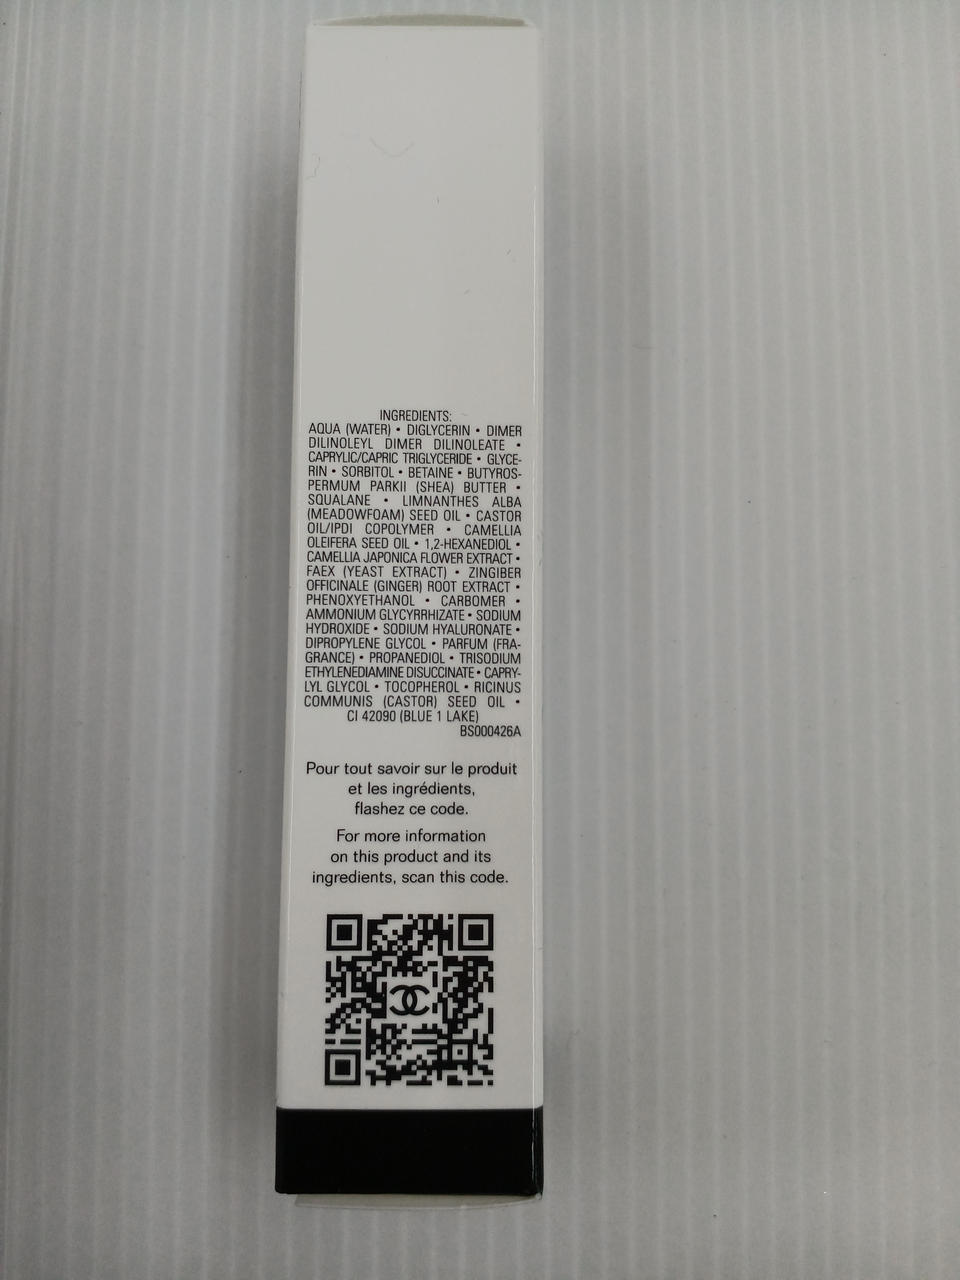 INGREDIENTS:
AQUA (WATER) • DIGLYCERIN • DIMER
DILINOLEYL DIMER DILINOLEATE •
CAPRYLIC/CAPRIC TRIGLYCERIDE • GLYCE-
RIN • SORBITOL • BETAINE • BUTYROS-
PERMUM PARKII (SHEA) BUTTER •
SQUALANE • LIMNANTHES ALBA
(MEADOWFOAM) SEED OIL • CASTOR
OIL/IPDI COPOLYMER • CAMELLIA
OLEIFERA SEED OIL • 1,2-HEXANEDIOL •
CAMELLIA JAPONICA FLOWER EXTRACT •
FAEX (YEAST EXTRACT) • ZINGIBER
OFFICINALE (GINGER) ROOT EXTRACT •
PHENOXYETHANOL • CARBOMER •
AMMONIUM GLYCYRRHIZATE • SODIUM
HYDROXIDE • SODIUM HYALURONATE •
DIPROPYLENE GLYCOL • PARFUM (FRA-
GRANCE) • PROPANEDIOL • TRISODIUM
ETHYLENEDIAMINE DISUCCINATE • CAPRY-
LYL GLYCOL • TOCOPHEROL • RICINUS
COMMUNIS (CASTOR) SEED OIL •
CI 42090 (BLUE 1 LAKE)
BS000426A
Pour tout savoir sur le produit
et les ingrédients,
flashez ce code.
For more information
on this product and its
ingredients, scan this code.